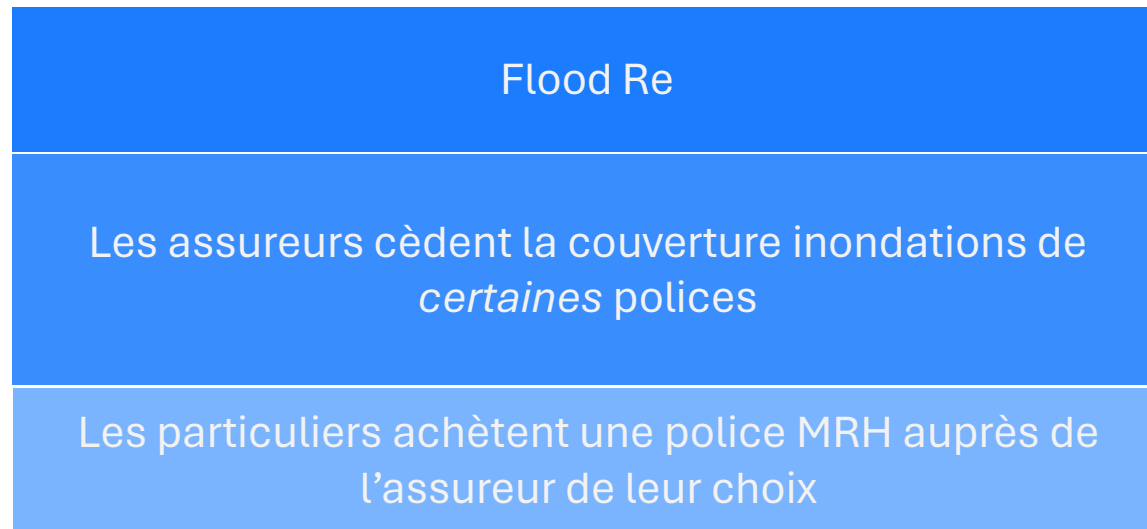 Flood Re
Les assureurs cèdent la couverture inondations de
certaines polices
Les particuliers achètent une police MRH auprès de
l’assureur de leur choix